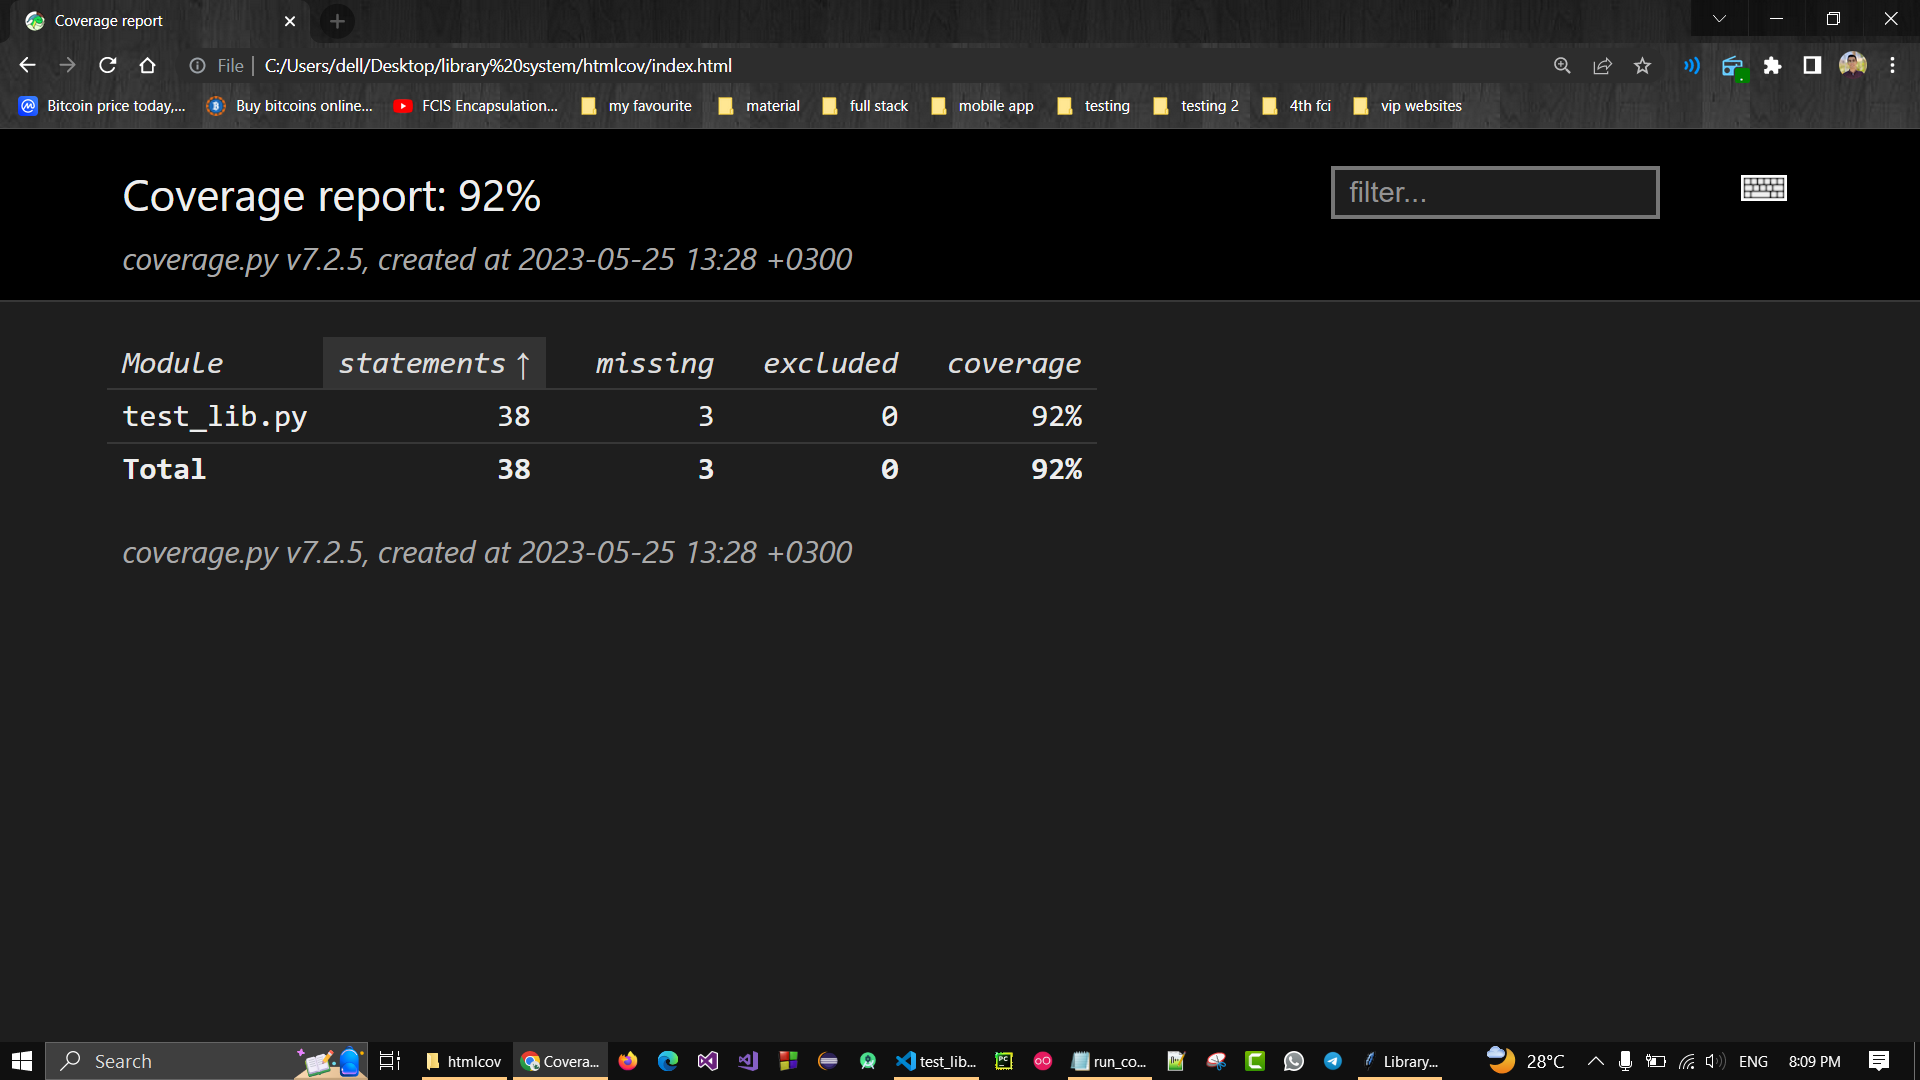 Coverage report
File | C:/Users/dell/Desktop/library%20system/htmlcov/index.html
Bitcoin price today,... Buy bitcoins online... FCIS Encapsulation... my favourite material full stack mobile app testing testing 2 4th fci vip websites
Coverage report: 92%
filter...
coverage.py v7.2.5, created at 2023-05-25 13:28 +0300
Module statements ↑ missing excluded coverage
test_lib.py 38 3 0 92%
Total 38 3 0 92%
coverage.py v7.2.5, created at 2023-05-25 13:28 +0300
Search htmlcov Covera... test_lib... run_co... Library... 28°C ENG 8:09 PM